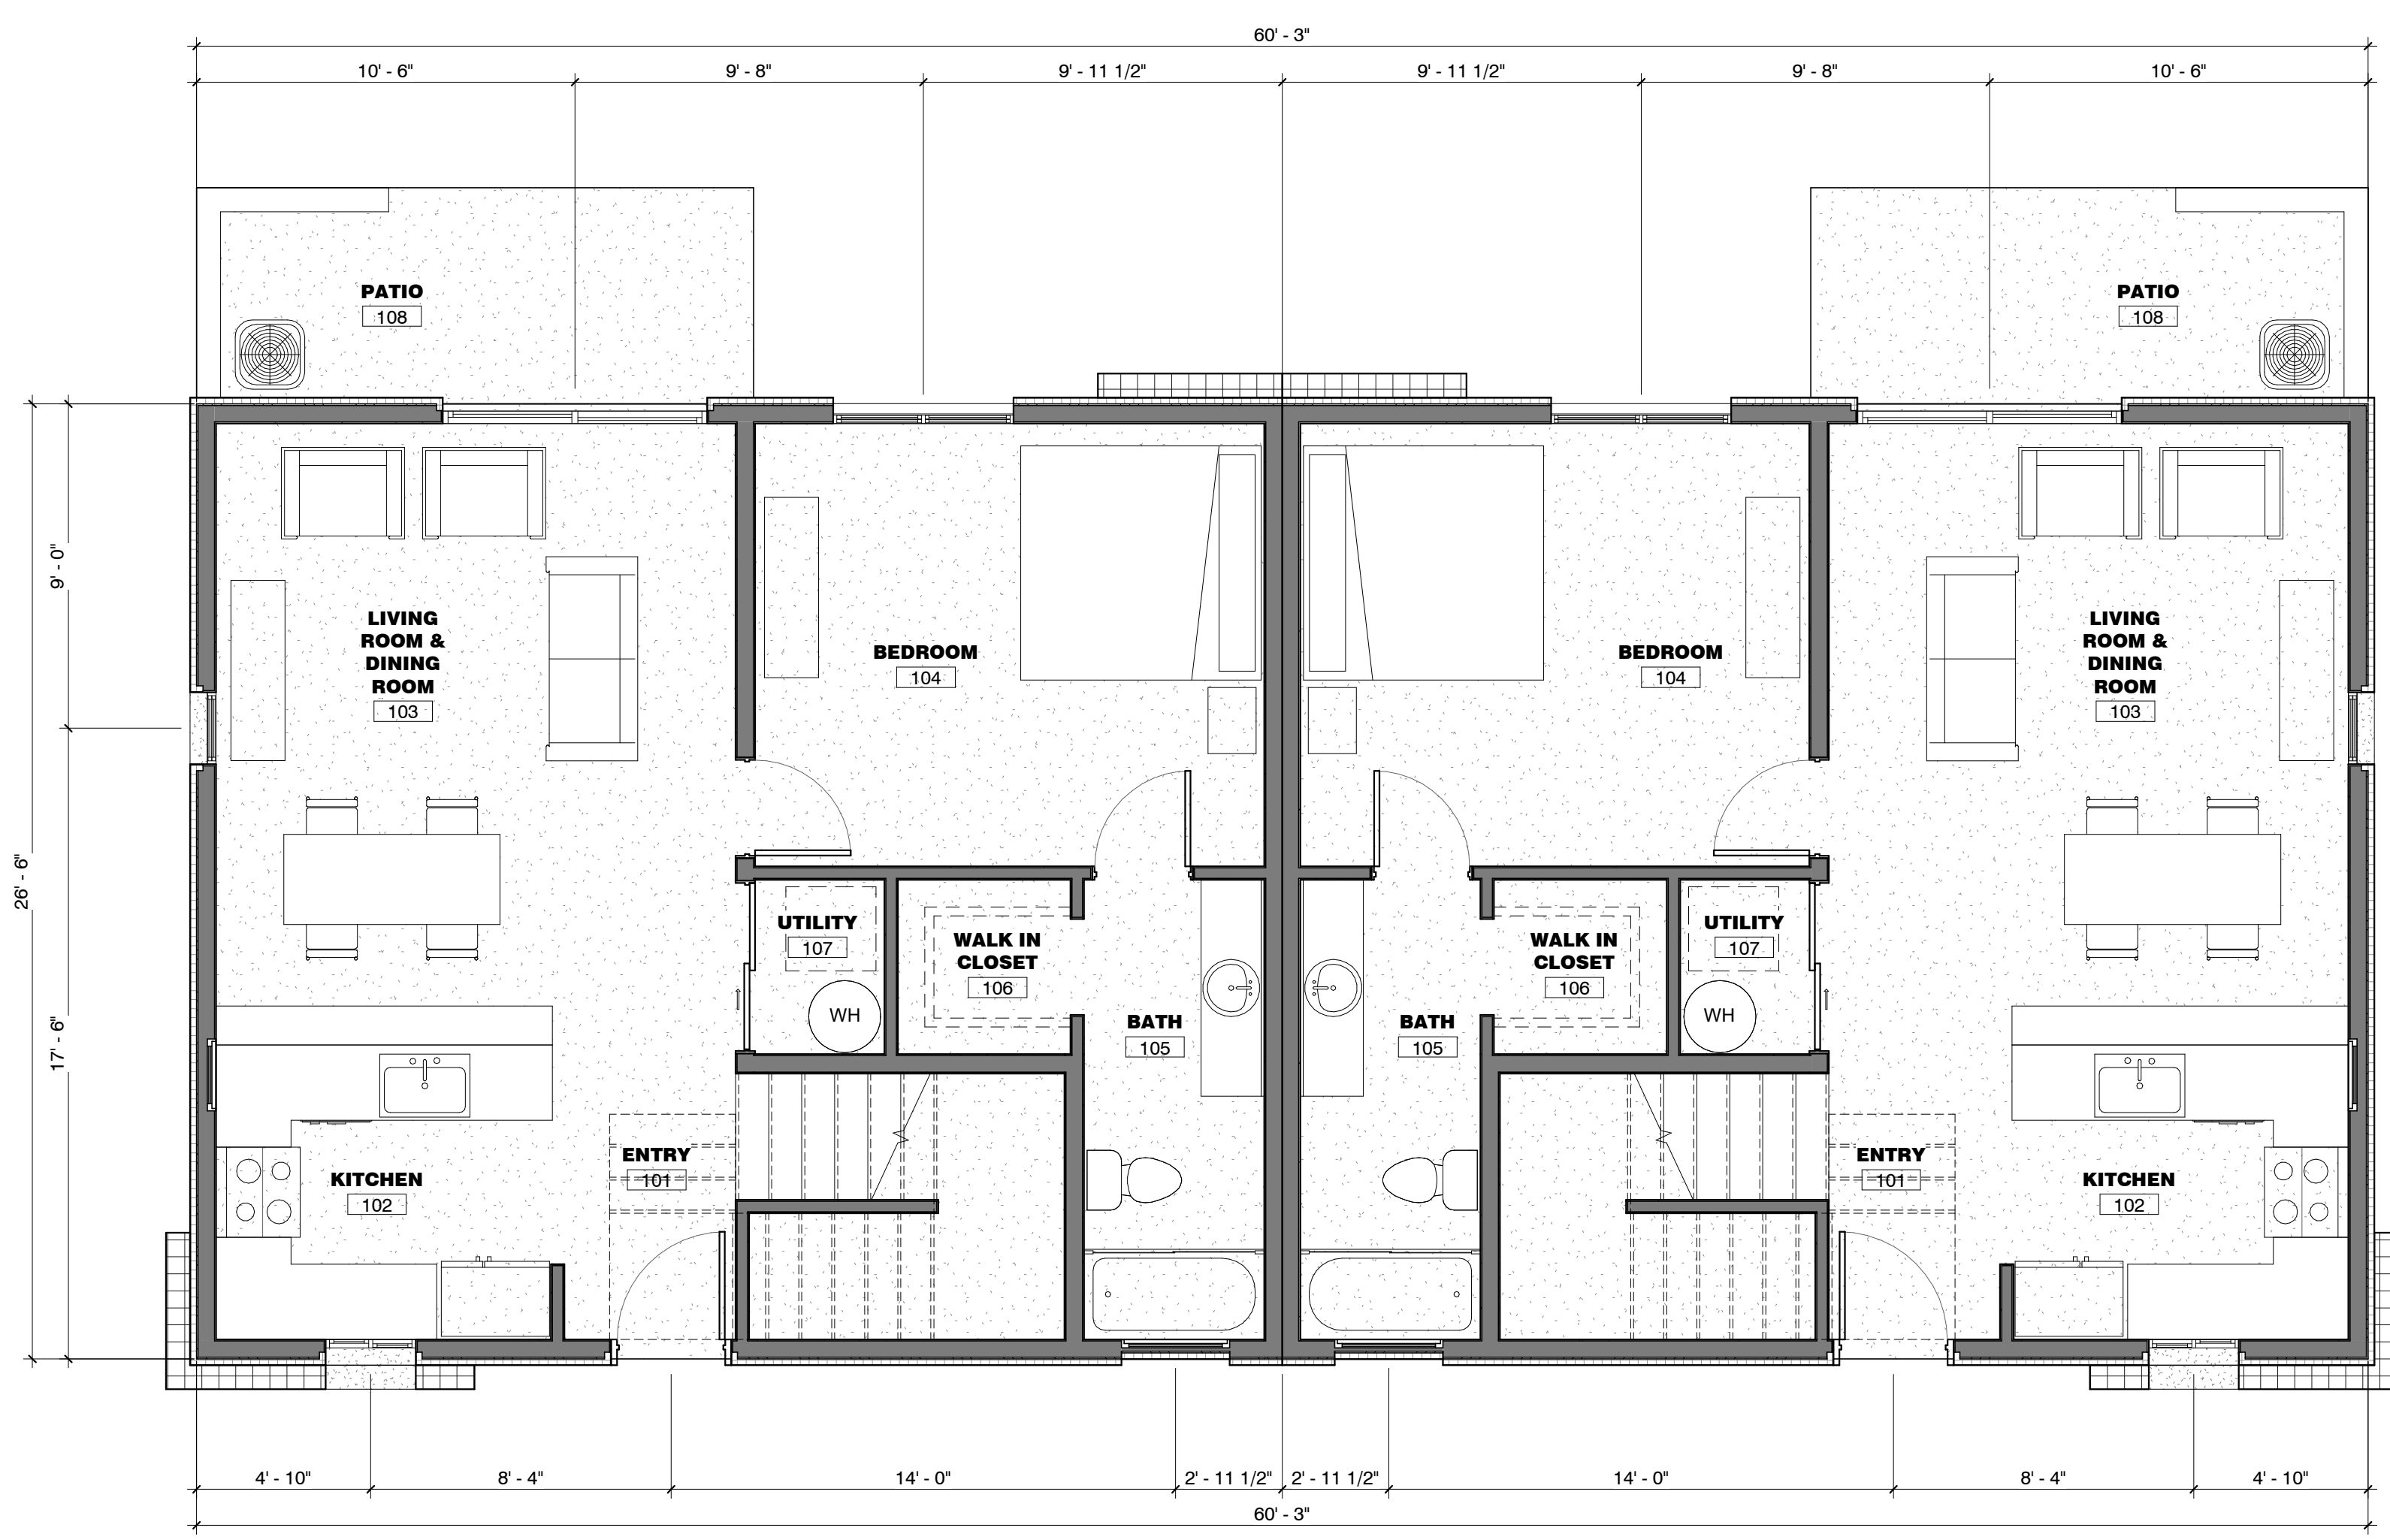 60' - 3"
10' - 6" 9' - 8" 9' - 11 1/2" 9' - 11 1/2" 9' - 8" 10' - 6"
PATIO
108
PATIO
108
9' - 0"
26' - 6"
17' - 6"
LIVING
ROOM &
DINING
ROOM
103
BEDROOM
104
BEDROOM
104
LIVING
ROOM &
DINING
ROOM
103
UTILITY
107
WH
WALK IN
CLOSET
106
BATH
105
BATH
105
WALK IN
CLOSET
106
UTILITY
107
WH
KITCHEN
102
ENTRY
101
ENTRY
101
KITCHEN
102
4' - 10" 8' - 4" 14' - 0" 2' - 11 1/2" 2' - 11 1/2" 14' - 0" 8' - 4" 4' - 10"
60' - 3"